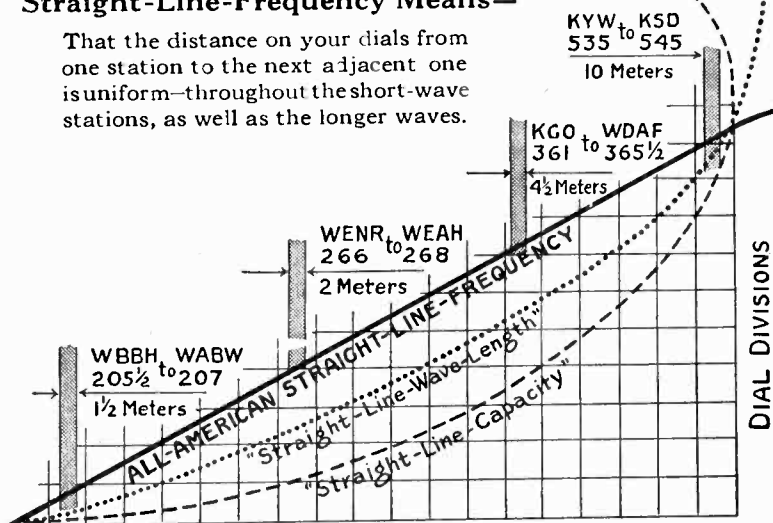 Straight-Line-Frequency Means—
That the distance on your dials from
one station to the next adjacent one
is uniform—throughout the short-wave
stations, as well as the longer waves.
KYW to KSD
535 545
10 Meters
KGO to WDAF
361 365½
4½ Meters
WENR to WEAH
266 268
2 Meters
WBBH to WABW
205½ 207
1½ Meters
ALL-AMERICAN STRAIGHT-LINE-FREQUENCY
"Straight-Line-Wave-Length"
"Straight-Line-Capacity"
DIAL DIVISIONS